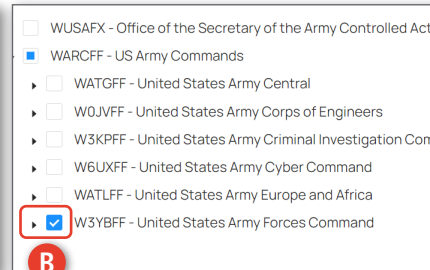 WUSAFX - Office of the Secretary of the Army Controlled
WARCFF - US Army Commands
WATGFF - United States Army Central
W0JVFF - United States Army Corps of Engineers
W3KPFF - United States Army Criminal Investigation
W6UXFF - United States Army Cyber Command
WATLFF - United States Army Europe and Africa
W3YBFF - United States Army Forces Command
B